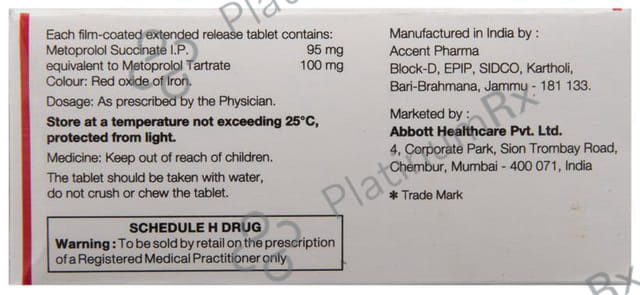 Each film-coated extended release tablet contains:
Metoprolol Succinate I.P. 95 mg
equivalent to Metoprolol Tartrate 100 mg
Colour: Red oxide of Iron.
Dosage: As prescribed by the Physician.
Store at a temperature not exceeding 25°C,
protected from light.
Medicine: Keep out of reach of children.
The tablet should be taken with water,
do not crush or chew the tablet.
SCHEDULE H DRUG
Warning : To be sold by retail on the prescription
of a Registered Medical Practitioner only
Manufactured in India by :
Accent Pharma
Block-D, EPIP, SIDCO, Kartholi,
Bari-Brahmana, Jammu - 181 133.
Marketed by :
Abbott Healthcare Pvt. Ltd.
4, Corporate Park, Sion Trombay Road,
Chembur, Mumbai - 400 071, India
* Trade Mark
PlatinumRx
PlatinumRx
Rx